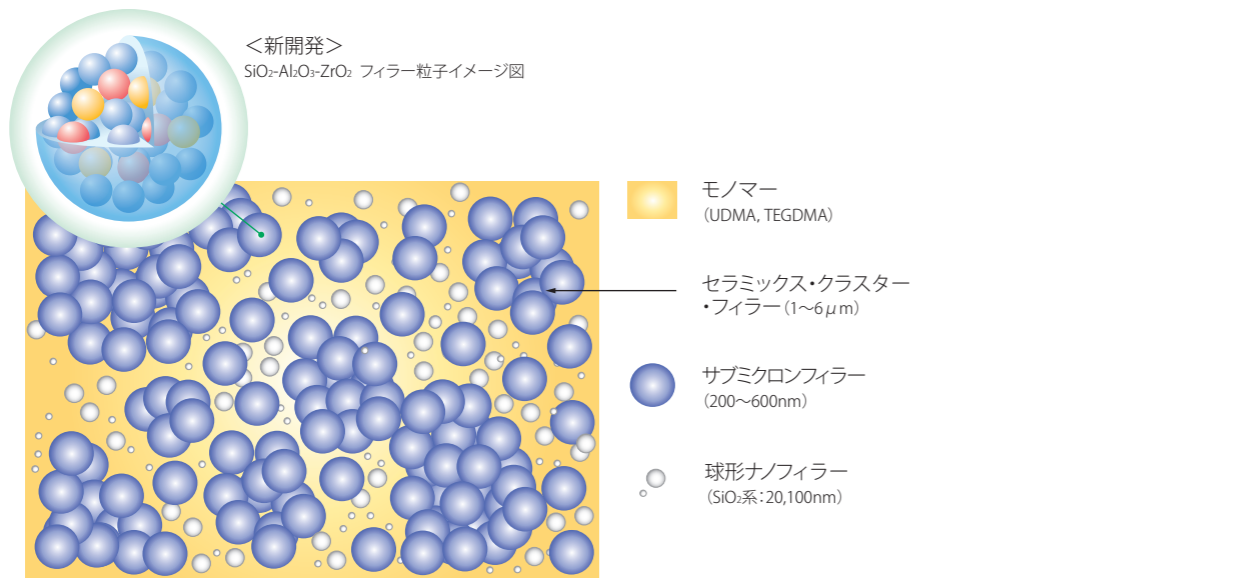 ＜新開発＞
SiO₂-Al₂O₃-ZrO₂ フィラー粒子イメージ図
モノマー
（UDMA, TEGDMA）
セラミックス・クラスター
・フィラー（1〜6μm）
サブミクロンフィラー
（200〜600nm）
球形ナノフィラー
（SiO₂系：20,100nm）